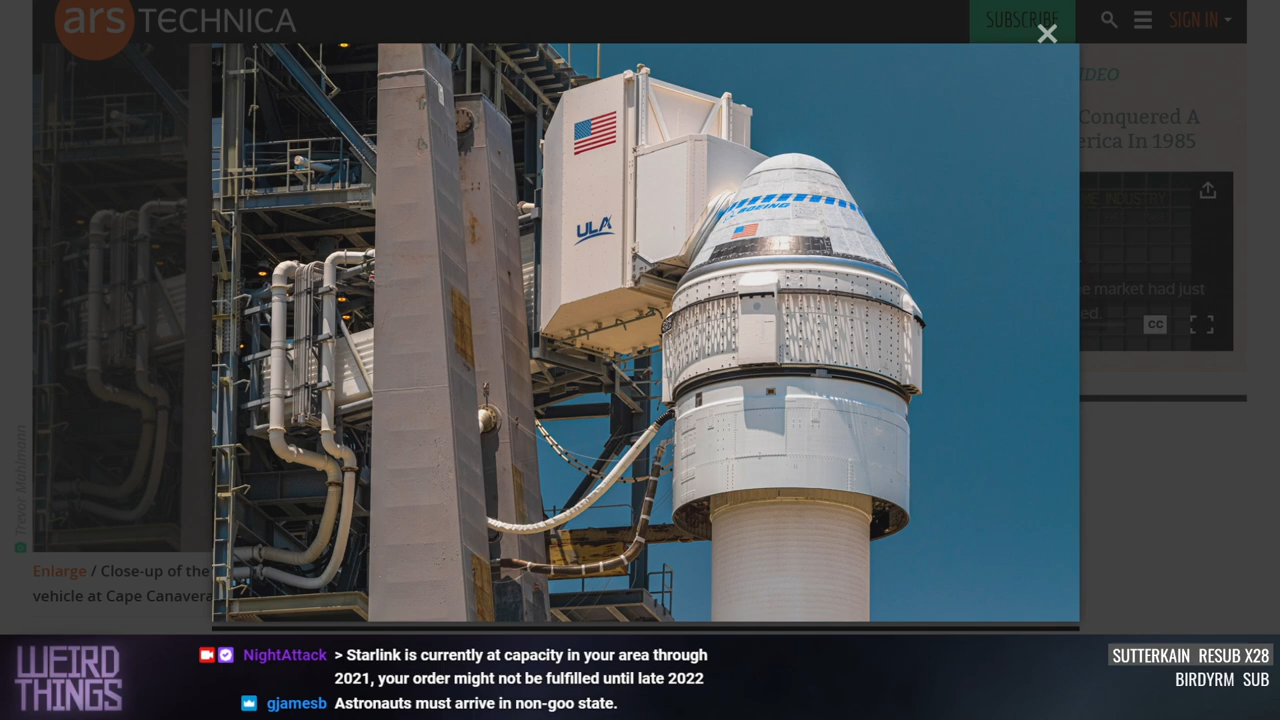 ars TECHNICA
SUBSCRIBE
SIGN IN
IDEO
Conquered A
erica In 1985
ULA
BOEING
e market had just
ed.
CC
Trevor Mahlmann
Enlarge / Close-up of the
vehicle at Cape Canavera
WEIRD
THINGS
NightAttack > Starlink is currently at capacity in your area through
2021, your order might not be fulfilled until late 2022
gjamesb Astronauts must arrive in non-goo state.
SUTTERKAIN RESUB X28
BIRDYRM SUB